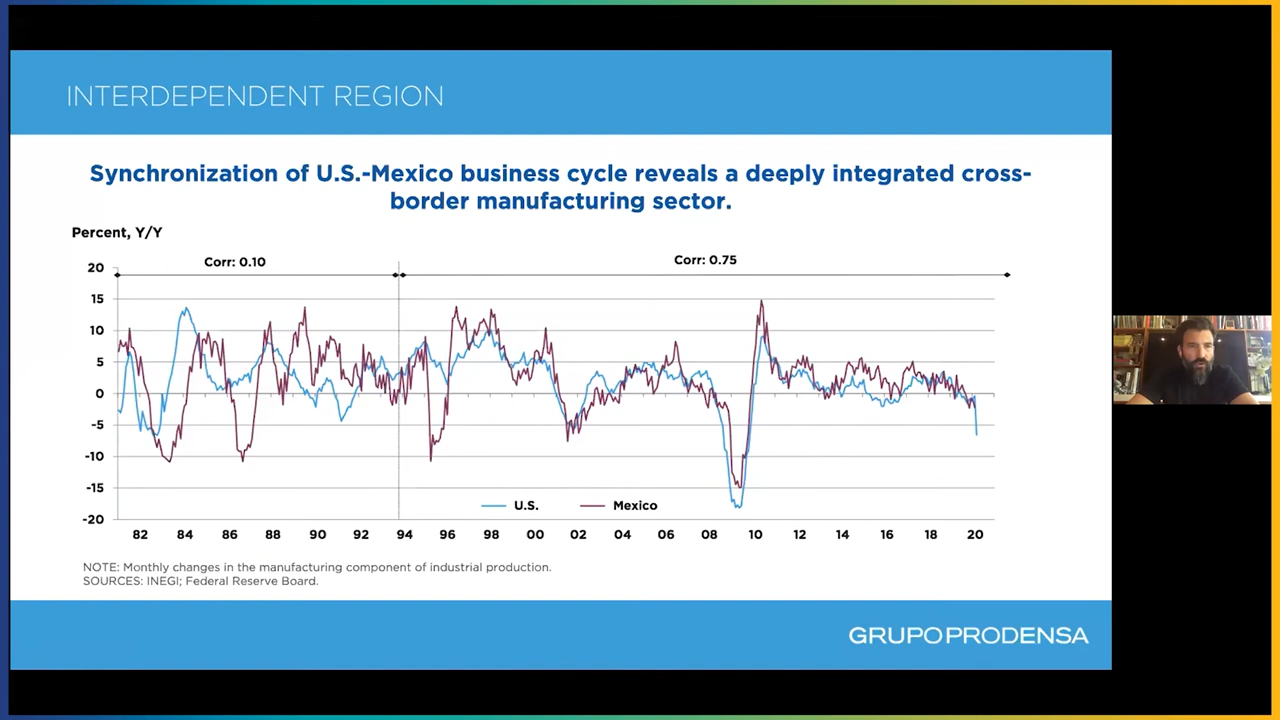 INTERDEPENDENT REGION
Synchronization of U.S.-Mexico business cycle reveals a deeply integrated cross-
border manufacturing sector.
Percent, Y/Y
Corr: 0.10
Corr: 0.75
20
15
10
5
0
-5
-10
-15
-20
U.S.
Mexico
82 84 86 88 90 92 94 96 98 00 02 04 06 08 10 12 14 16 18 20
NOTE: Monthly changes in the manufacturing component of industrial production.
SOURCES: INEGI; Federal Reserve Board.
GRUPOPRODENSA